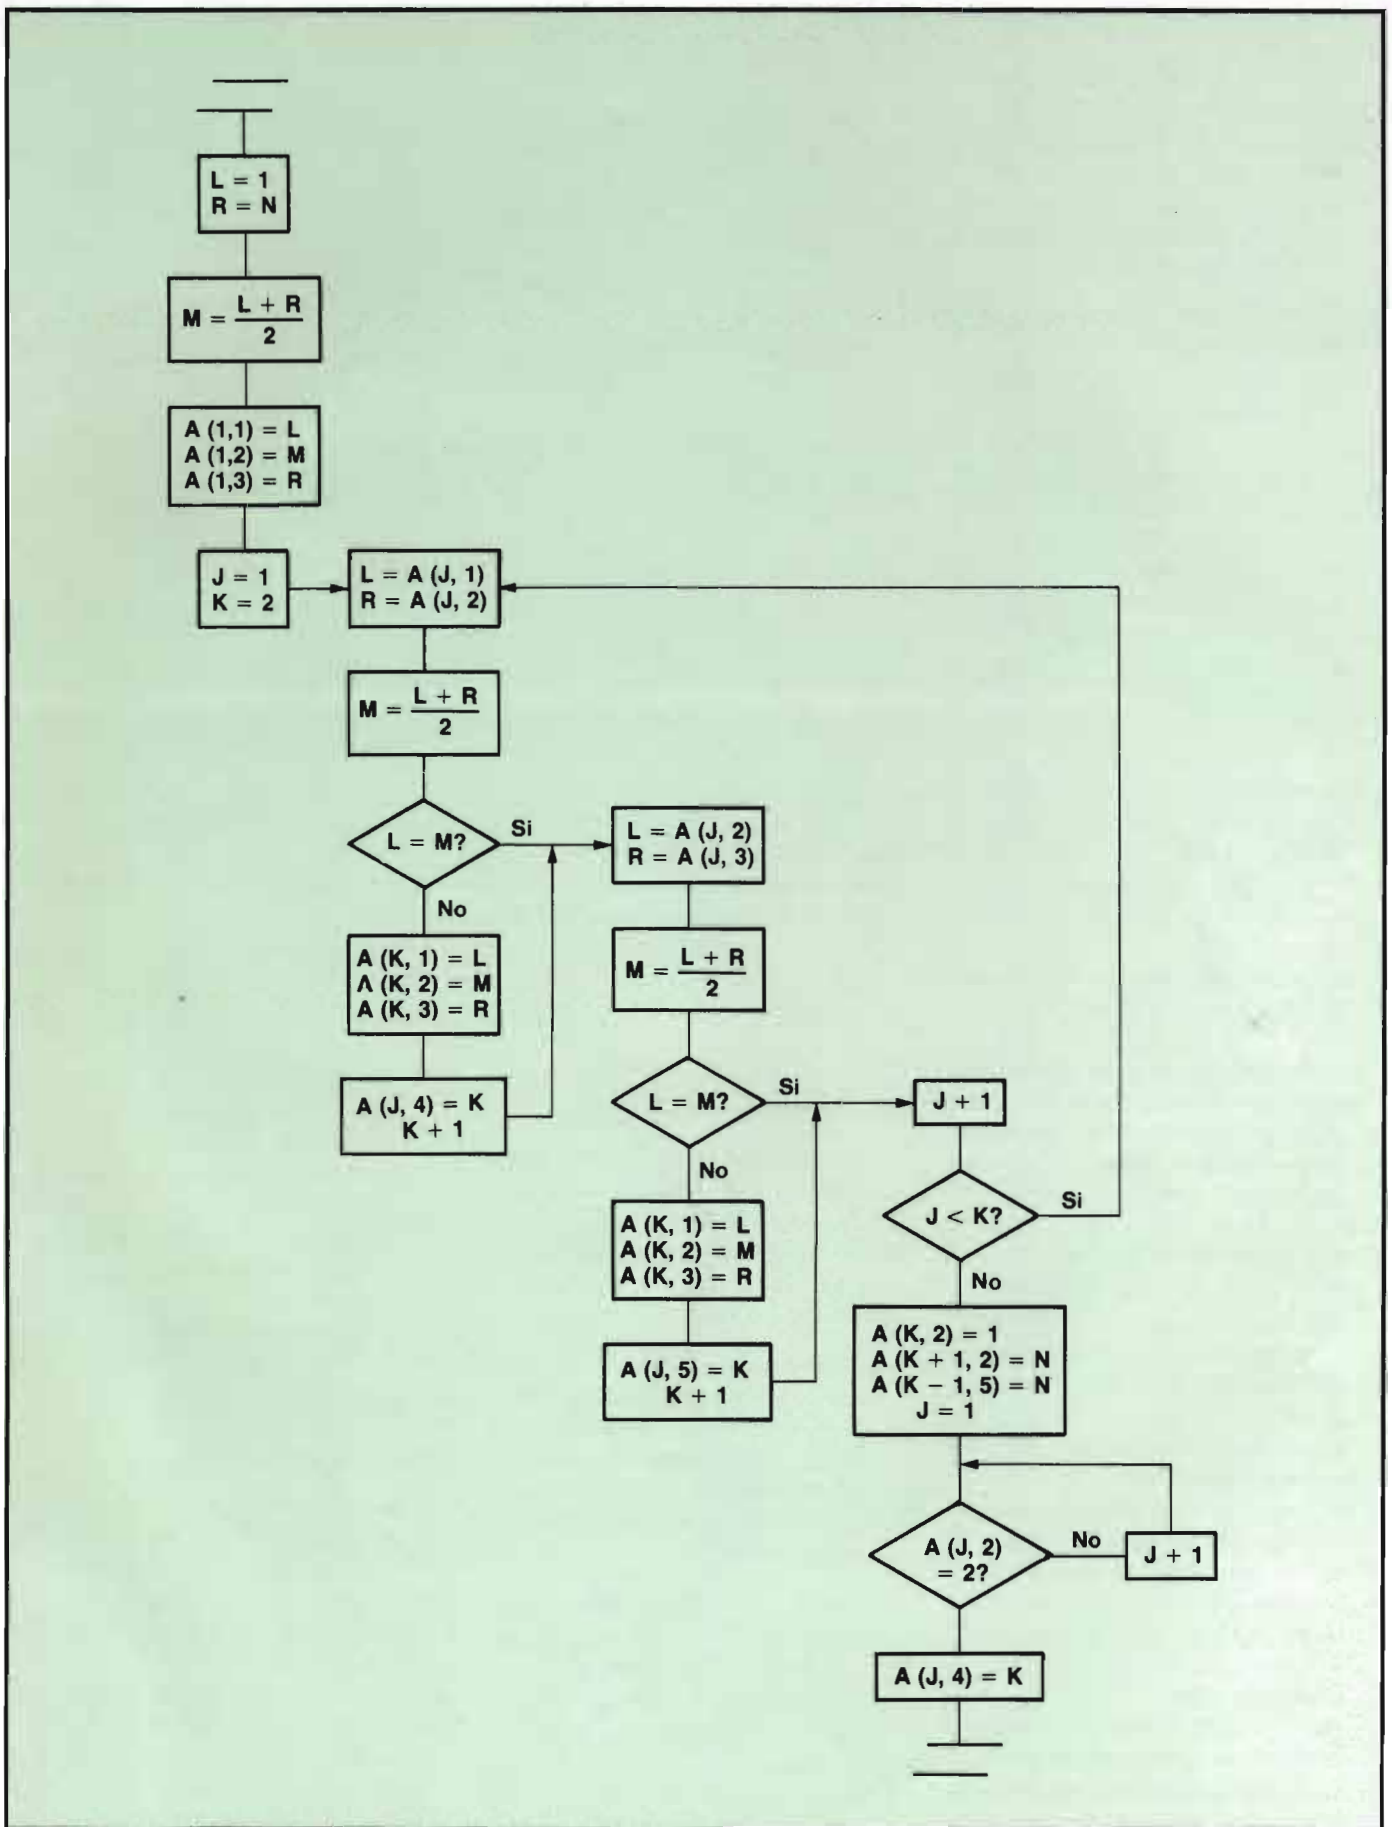 L = 1
R = N
M = L + R
2
A (1,1) = L
A (1,2) = M
A (1,3) = R
J = 1
K = 2
L = A (J, 1)
R = A (J, 2)
M = L + R
2
L = M?
Si
No
A (K, 1) = L
Λ (K, 2) = M
A (K, 3) = R
A (J, 4) = K
K + 1
L = A (J, 2)
R = A (J, 3)
M = L + R
2
L = M?
Si
No
A (K, 1) = L
A (K, 2) = M
A (K, 3) = R
A (J, 5) = K
K + 1
J + 1
J < K?
Si
No
A (K, 2) = 1
A (K + 1, 2) = N
A (K − 1, 5) = N
J = 1
A (J, 2)
= 2?
No
J + 1
A (J, 4) = K